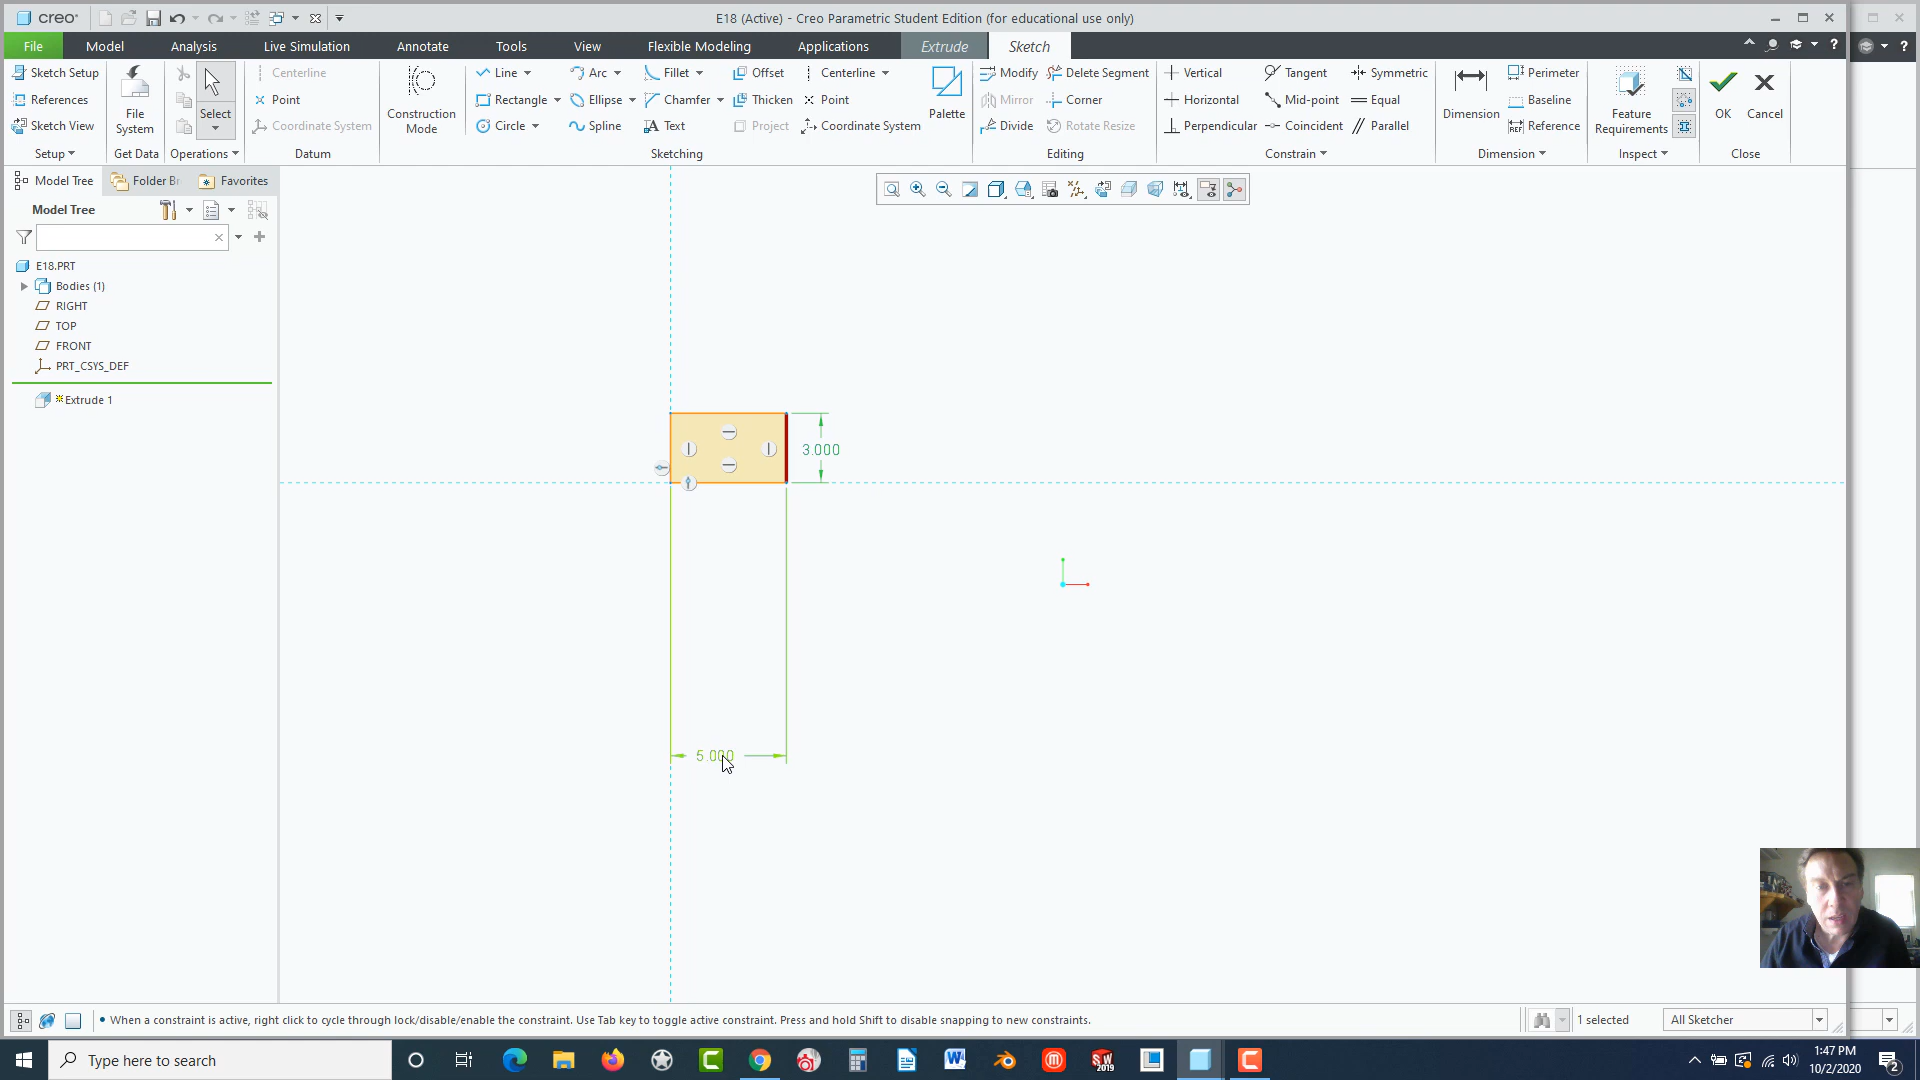 creo®
E18 (Active) - Creo Parametric Student Edition (for educational use only)
File Model Analysis Live Simulation Annotate Tools View Flexible Modeling Applications Extrude Sketch
Sketch Setup
References
Sketch View
Setup
File System
Get Data
Select
Operations
Centerline
Point
Coordinate System
Datum
Construction Mode
Line Arc Fillet Offset Centerline
Rectangle Ellipse Chamfer Thicken Point
Circle Spline Text Project Coordinate System
Palette
Sketching
Modify Delete Segment
Mirror Corner
Divide Rotate Resize
Editing
Vertical Tangent Symmetric
Horizontal Mid-point Equal
Perpendicular Coincident Parallel
Constrain
Dimension
Perimeter
Baseline
REF Reference
Dimension
Feature Requirements
Inspect
OK Cancel
Close
Model Tree Folder Br Favorites
Model Tree
E18.PRT
Bodies (1)
RIGHT
TOP
FRONT
PRT_CSYS_DEF
Extrude 1
3.000
5.000
When a constraint is active, right click to cycle through lock/disable/enable the constraint. Use Tab key to toggle active constraint. Press and hold Shift to disable snapping to new constraints.
1 selected
All Sketcher
Type here to search
SW
2019
1:47 PM
10/2/2020
2